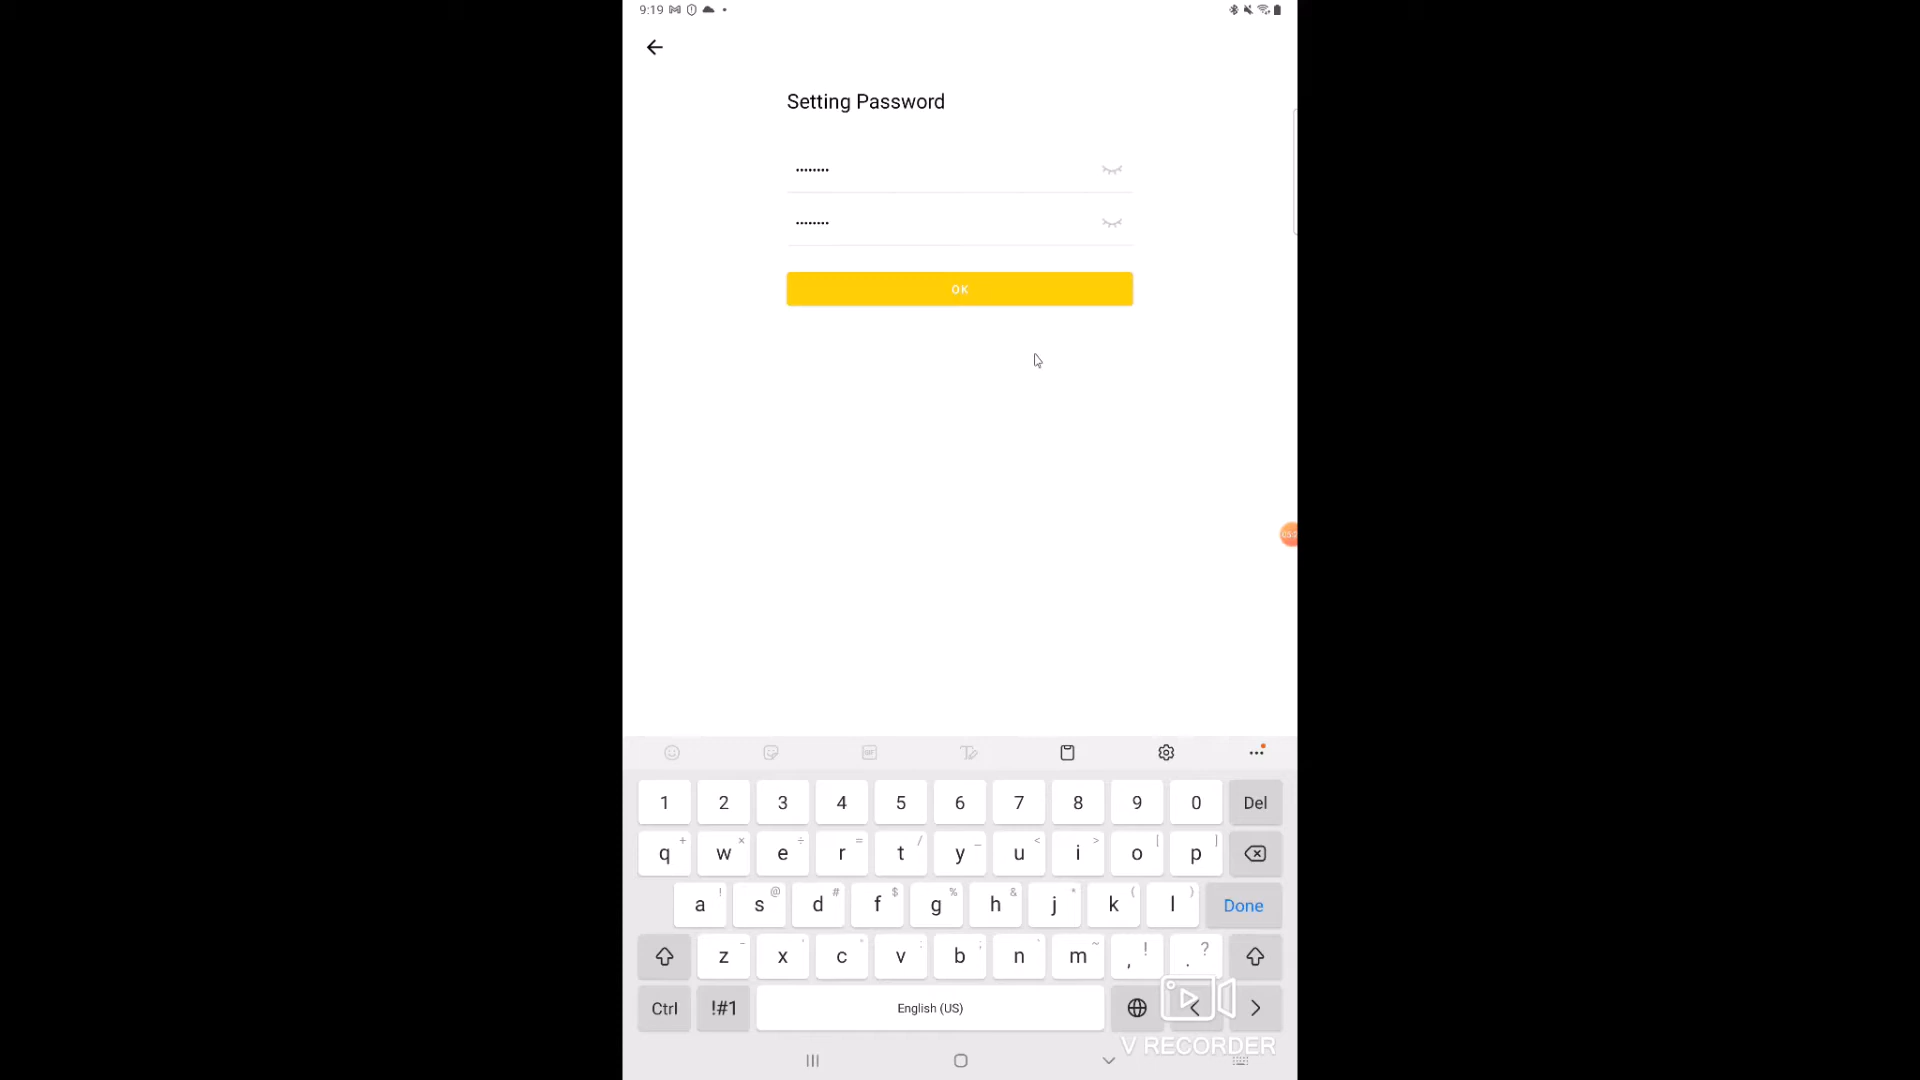 9:19
Setting Password
••••••••
••••••••
OK
GIF
1 2 3 4 5 6 7 8 9 0 Del
+ × ÷ = / _ < > [ ]
q w e r t y u i o p
! @ # $ % & * ( )
a s d f g h j k l Done
z x c v b n m , ! . ?
Ctrl !#1 English (US) < >
V RECORDER